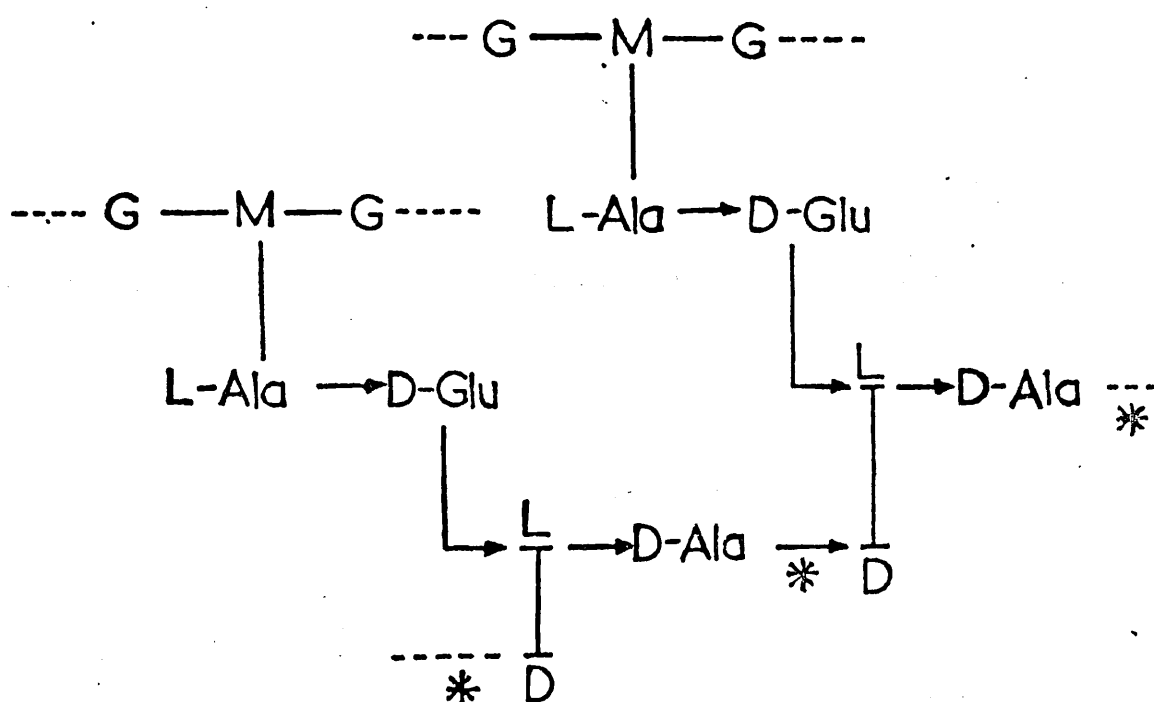 G M G
G M G L-Ala D-Glu
L
L-Ala D-Glu D-Ala
*
L
D-Ala
* D
* D